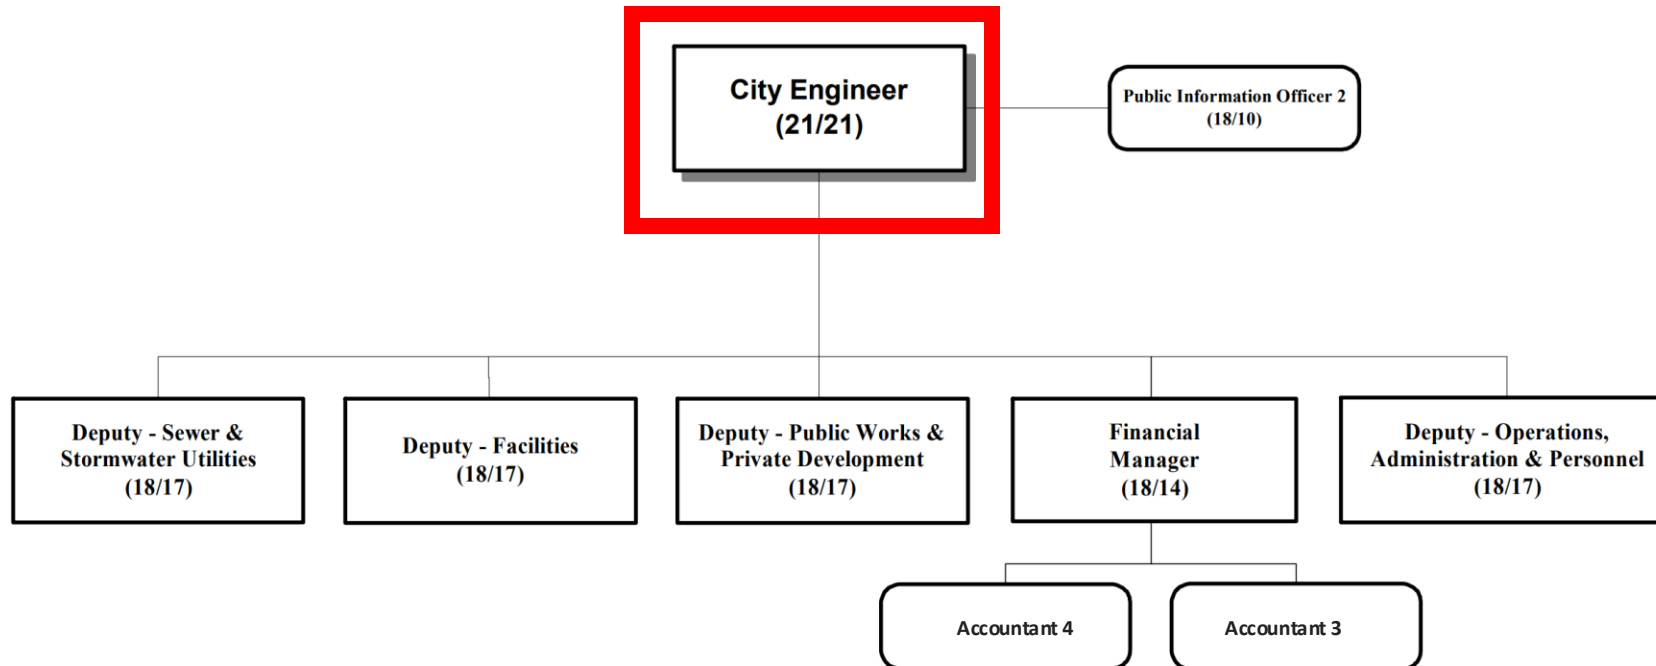 City Engineer
(21/21)
Public Information Officer 2
(18/10)
Deputy - Sewer &
Stormwater Utilities
(18/17)
Deputy - Facilities
(18/17)
Deputy - Public Works &
Private Development
(18/17)
Financial
Manager
(18/14)
Deputy - Operations,
Administration & Personnel
(18/17)
Accountant 4
Accountant 3